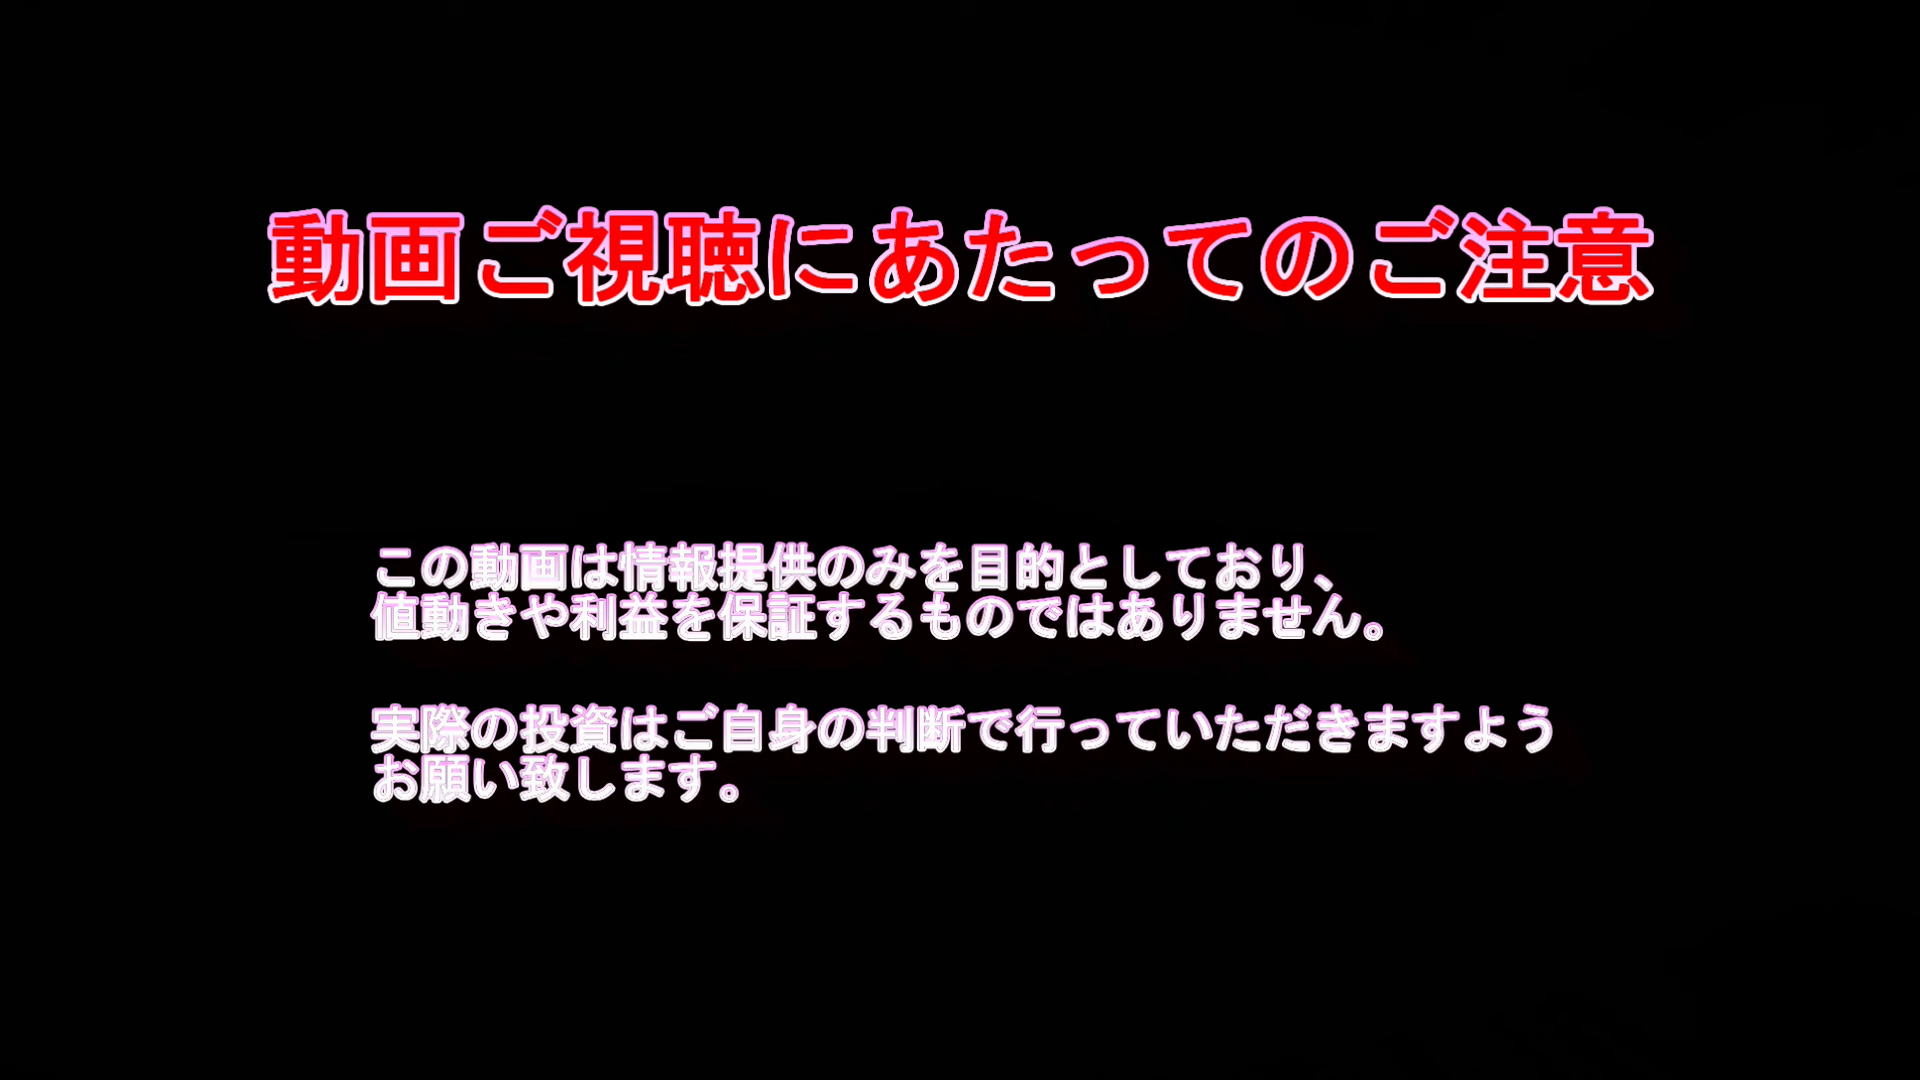 動画ご視聴にあたってのご注意
この動画は情報提供のみを目的としており、
値動きや利益を保証するものではありません。
実際の投資はご自身の判断で行っていただきますよう
お願い致します。